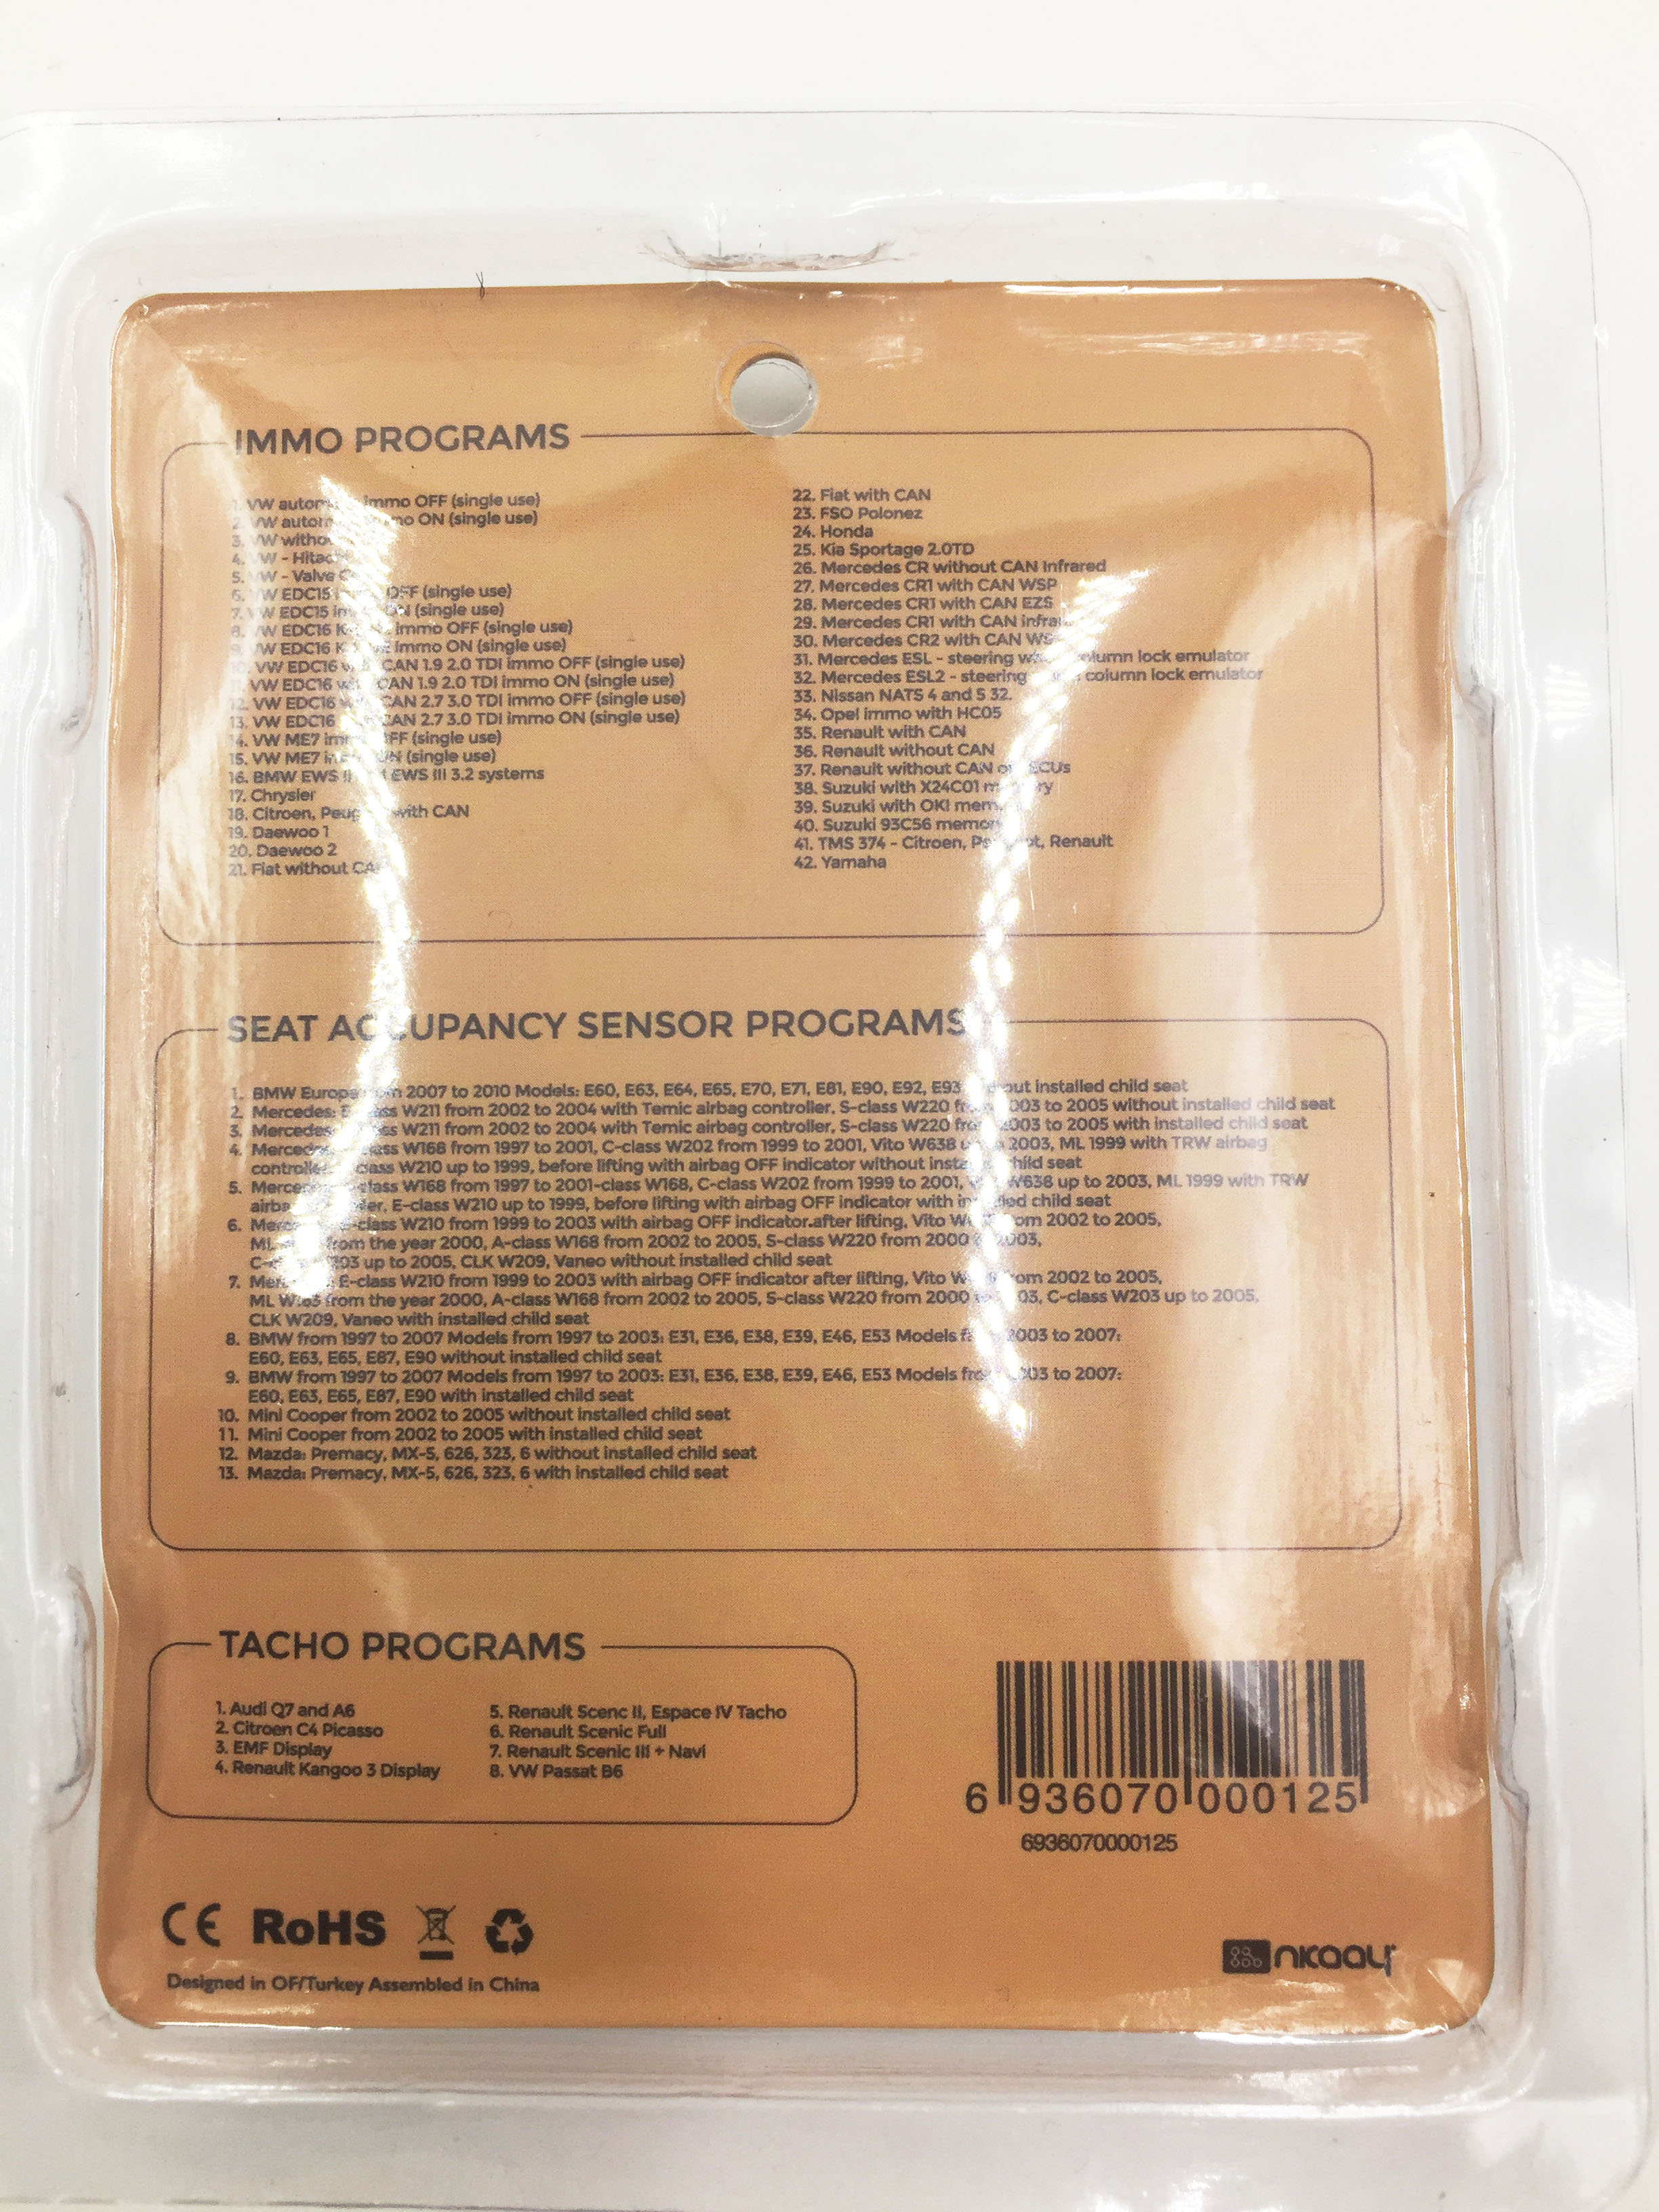 IMMO PROGRAMS
1. VW immo OFF (single use)
2. VW ON (single use)
3. VW
4. VW -
5. VW - Valve
6. VW EDC15 OFF (single use)
7. VW EDC15 ON (single use)
8. VW EDC16 immo OFF (single use)
9. VW EDC16 immo ON (single use)
10. VW EDC16 CAN 1.9 2.0 TDI immo OFF (single use)
VW EDC16 CAN 1.9 2.0 TDI immo ON (single use)
12. VW EDC16 CAN 2.7 3.0 TDI immo OFF (single use)
13. VW EDC16 CAN 2.7 3.0 TDI immo ON (single use)
14. VW ME7 OFF (single use)
15. VW ME7 ON (single use)
16. BMW EWS EWS III 3.2 systems
17. Chrysler
18. Citroen, with CAN
19. Daewoo 1
20. Daewoo 2
21. Fiat without
22. Fiat with CAN
23. FSO Polonez
24. Honda
25. Kia Sportage 2.0TD
26. Mercedes CR without CAN Infrared
27. Mercedes CR1 with CAN WSP
28. Mercedes CR1 with CAN EZS
29. Mercedes CR1 with CAN
30. Mercedes CR2 with CAN
31. Mercedes ESL - steering column lock emulator
32. Mercedes ESL2 - steering column lock emulator
33. Nissan NATS 4 and 5 32.
34. Opel immo with HC05
35. Renault with CAN
36. Renault without CAN
37. Renault without CAN ECUs
38. Suzuki with X24C01
39. Suzuki with OKI
40. Suzuki 93C56 memory
41. TMS 374 - Citroen, Renault
42. Yamaha
SEAT ACCUPANCY SENSOR PROGRAMS
1. BMW Europe 2007 to 2010 Models: E60, E63, E64, E65, E70, E71, E81, E90, E92, E93 installed child seat
2. Mercedes: W211 from 2002 to 2004 with Temic airbag controller, S-class W220 to 2005 without installed child seat
3. Mercedes W211 from 2002 to 2004 with Temic airbag controller, S-class W220 to 2005 with installed child seat
4. W168 from 1997 to 2001, C-class W202 from 1999 to 2001, Vito W638 2003, ML 1999 with TRW airbag
W210 up to 1999, before lifting with airbag OFF indicator without child seat
5. W168 from 1997 to 2001-class W168, C-class W202 from 1999 to 2001, W638 up to 2003, ML 1999 with TRW
E-class W210 up to 1999, before lifting with airbag OFF indicator with child seat
6. W210 from 1999 to 2003 with airbag OFF indicator.after lifting, Vito from 2002 to 2005,
from the year 2000, A-class W168 from 2002 to 2005, S-class W220 from 2000 2003,
up to 2005, CLK W209, Vaneo without installed child seat
7. E-class W210 from 1999 to 2003 with airbag OFF indicator after lifting, Vito from 2002 to 2005,
ML from the year 2000, A-class W168 from 2002 to 2005, S-class W220 from 2000 C-class W203 up to 2005,
CLK W209, Vaneo with installed child seat
8. BMW from 1997 to 2007 Models from 1997 to 2003: E31, E36, E38, E39, E46, E53 Models 2003 to 2007:
E60, E63, E65, E87, E90 without installed child seat
9. BMW from 1997 to 2007 Models from 1997 to 2003: E31, E36, E38, E39, E46, E53 Models from 2003 to 2007:
E60, E63, E65, E87, E90 with installed child seat
10. Mini Cooper from 2002 to 2005 without installed child seat
11. Mini Cooper from 2002 to 2005 with installed child seat
12. Mazda: Premacy, MX-5, 626, 323, 6 without installed child seat
13. Mazda: Premacy, MX-5, 626, 323, 6 with installed child seat
TACHO PROGRAMS
1. Audi Q7 and A6
2. Citroen C4 Picasso
3. EMF Display
4. Renault Kangoo 3 Display
5. Renault Scenc II, Espace IV Tacho
6. Renault Scenic Full
7. Renault Scenic III + Navi
8. VW Passat B6
6 936070 000125
6936070000125
CE RoHS
Designed in OF/Turkey Assembled in China
nkaay